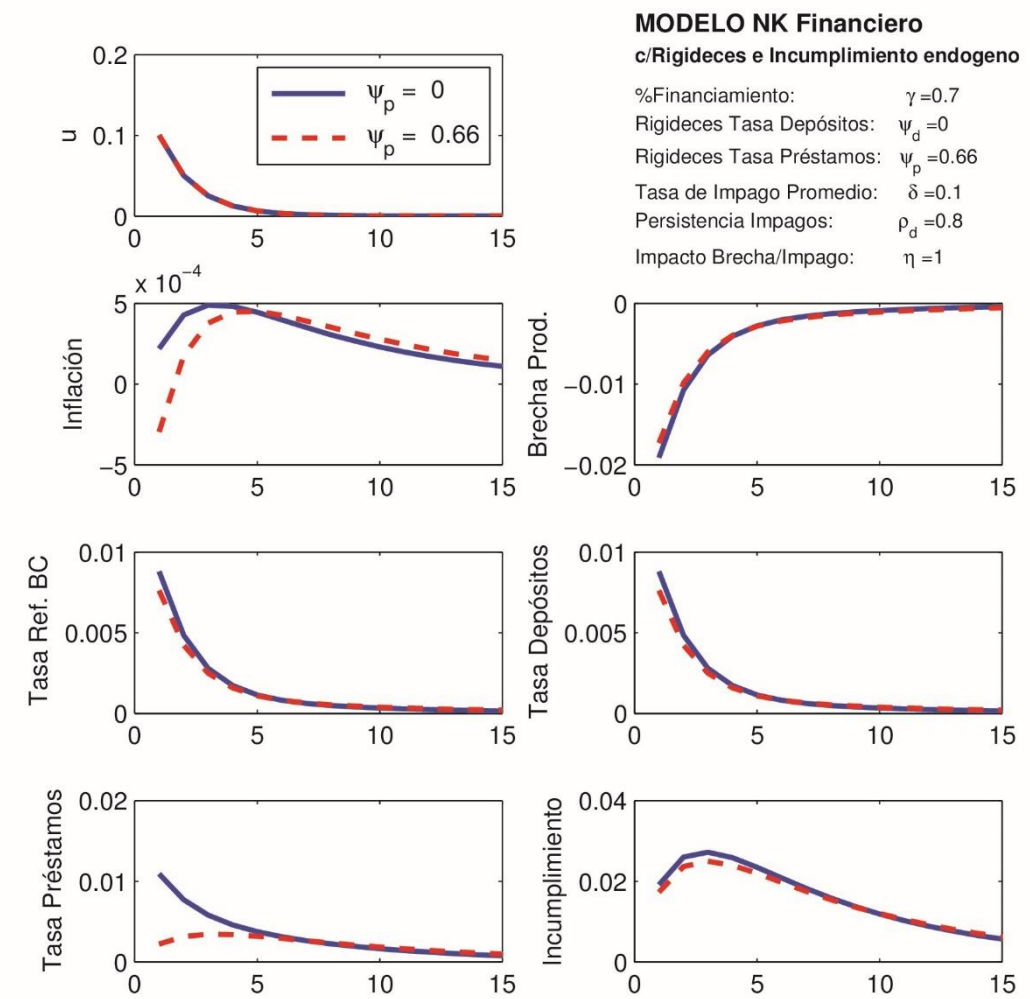 MODELO NK Financiero
c/Rigideces e Incumplimiento endogeno
%Financiamiento: γ =0.7
Rigideces Tasa Depósitos: ψd =0
Rigideces Tasa Préstamos: ψp =0.66
Tasa de Impago Promedio: δ =0.1
Persistencia Impagos: ρd =0.8
Impacto Brecha/Impago: η =1
u
0.2
0.1
0
0 5 10 15
ψp = 0
ψp = 0.66
Inflación
x 10−4
5
0
−5
0 5 10 15
Brecha Prod.
0
−0.01
−0.02
0 5 10 15
Tasa Ref. BC
0.01
0.005
0
0 5 10 15
Tasa Depósitos
0.01
0.005
0
0 5 10 15
Tasa Préstamos
0.02
0.01
0
0 5 10 15
Incumplimiento
0.04
0.02
0
0 5 10 15